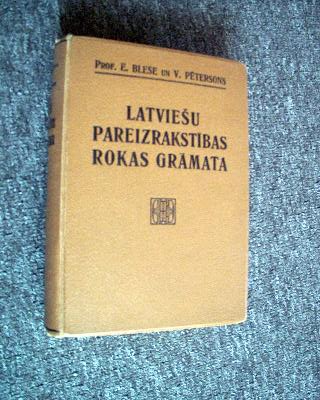 PROF. E. BLESE UN V. PĒTERSONS
LATVIEŠU
PAREIZRAKSTĪBAS
ROKAS GRĀMATA